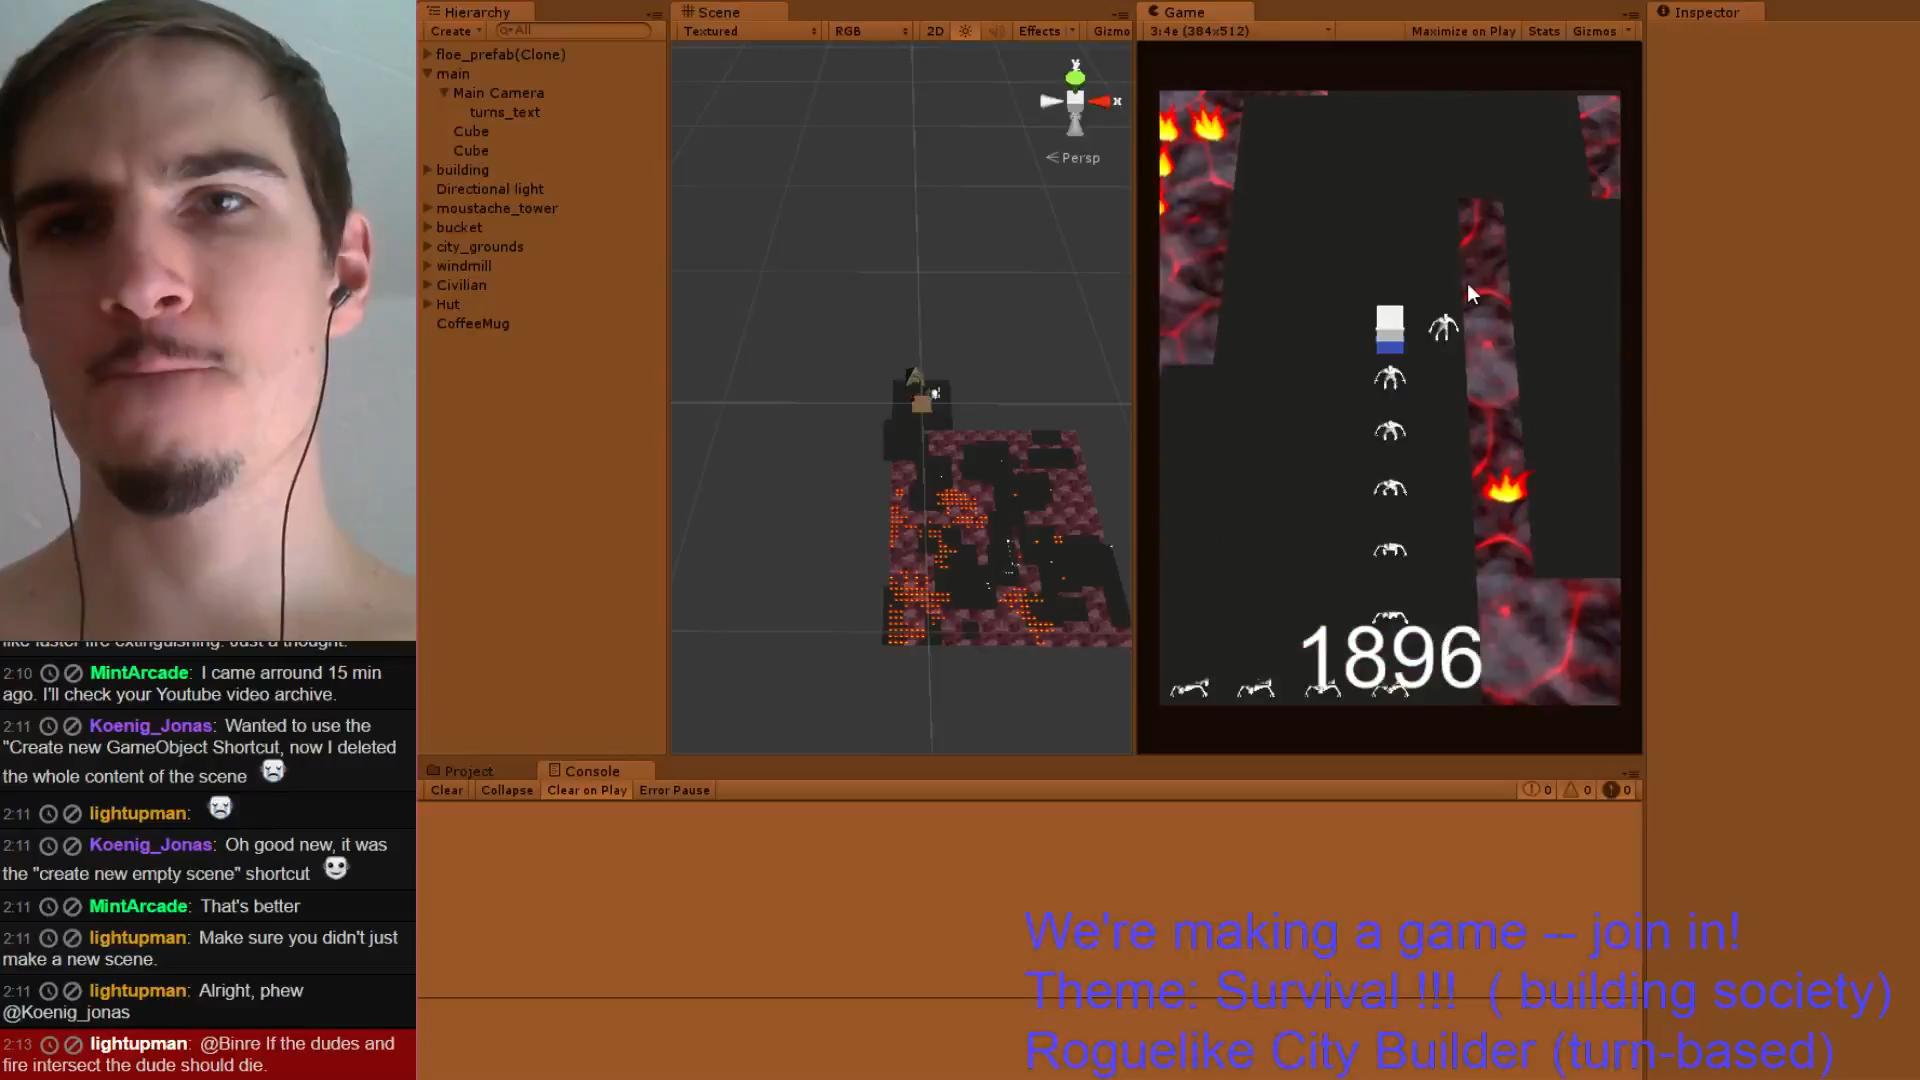 Hierarchy
Create
All
floe_prefab(Clone)
main
Main Camera
turns_text
Cube
Cube
building
Directional light
moustache_tower
bucket
city_grounds
windmill
Civilian
Hut
CoffeeMug
Scene
Textured
RGB
2D
Effects
Gizmo
y
x
Persp
Game
3:4e (384x512)
Maximize on Play
Stats
Gizmos
1896
Inspector
Project
Console
Clear
Collapse
Clear on Play
Error Pause
0
0
0
like faster fire extinguishing. Just a thought.
2:10 MintArcade: I came arround 15 min
ago. I'll check your Youtube video archive.
2:11 Koenig_Jonas: Wanted to use the
"Create new GameObject Shortcut, now I deleted
the whole content of the scene
2:11 lightupman:
2:11 Koenig_Jonas: Oh good new, it was
the "create new empty scene" shortcut
2:11 MintArcade: That's better
2:11 lightupman: Make sure you didn't just
make a new scene.
2:11 lightupman: Alright, phew
@Koenig_jonas
2:13 lightupman: @Binre If the dudes and
fire intersect the dude should die.
We're making a game -- join in!
Theme: Survival !!! ( building society)
Roguelike City Builder (turn-based)